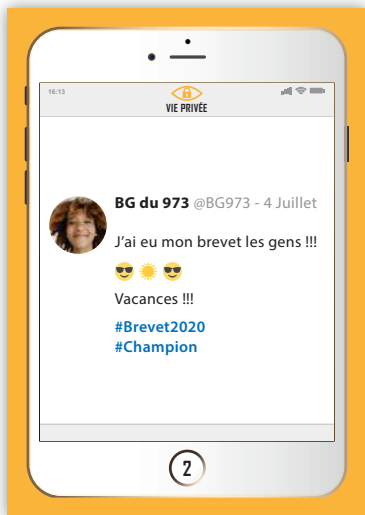 16:13
VIE PRIVÉE
BG du 973 @BG973 - 4 Juillet
J'ai eu mon brevet les gens !!!
😎 ☀️ 😎
Vacances !!!
#Brevet2020
#Champion
2